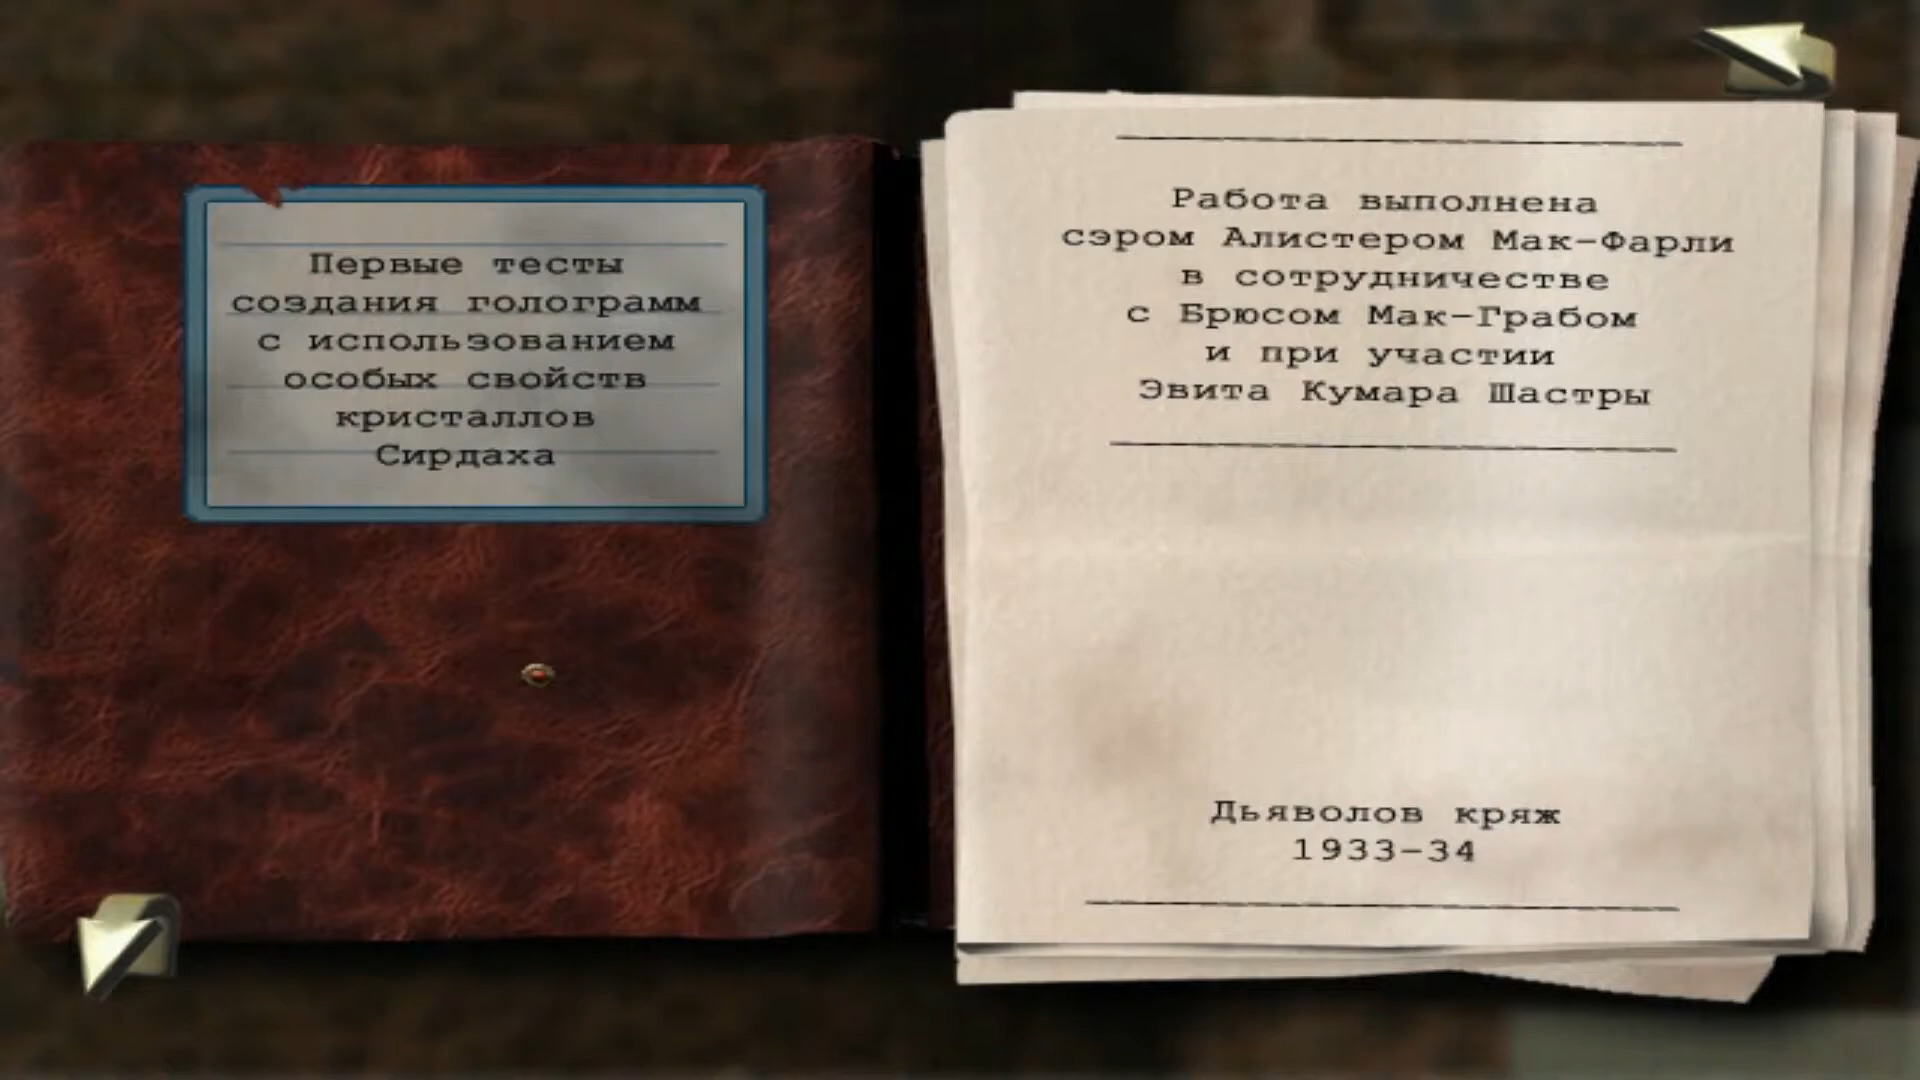 Первые тесты
создания голограмм
с использованием
особых свойств
кристаллов
Сирдаха
Работа выполнена
сэром Алистером Мак-Фарли
в сотрудничестве
с Брюсом Мак-Грабом
и при участии
Эвита Кумара Шастры
Дьяволов кряж
1933-34